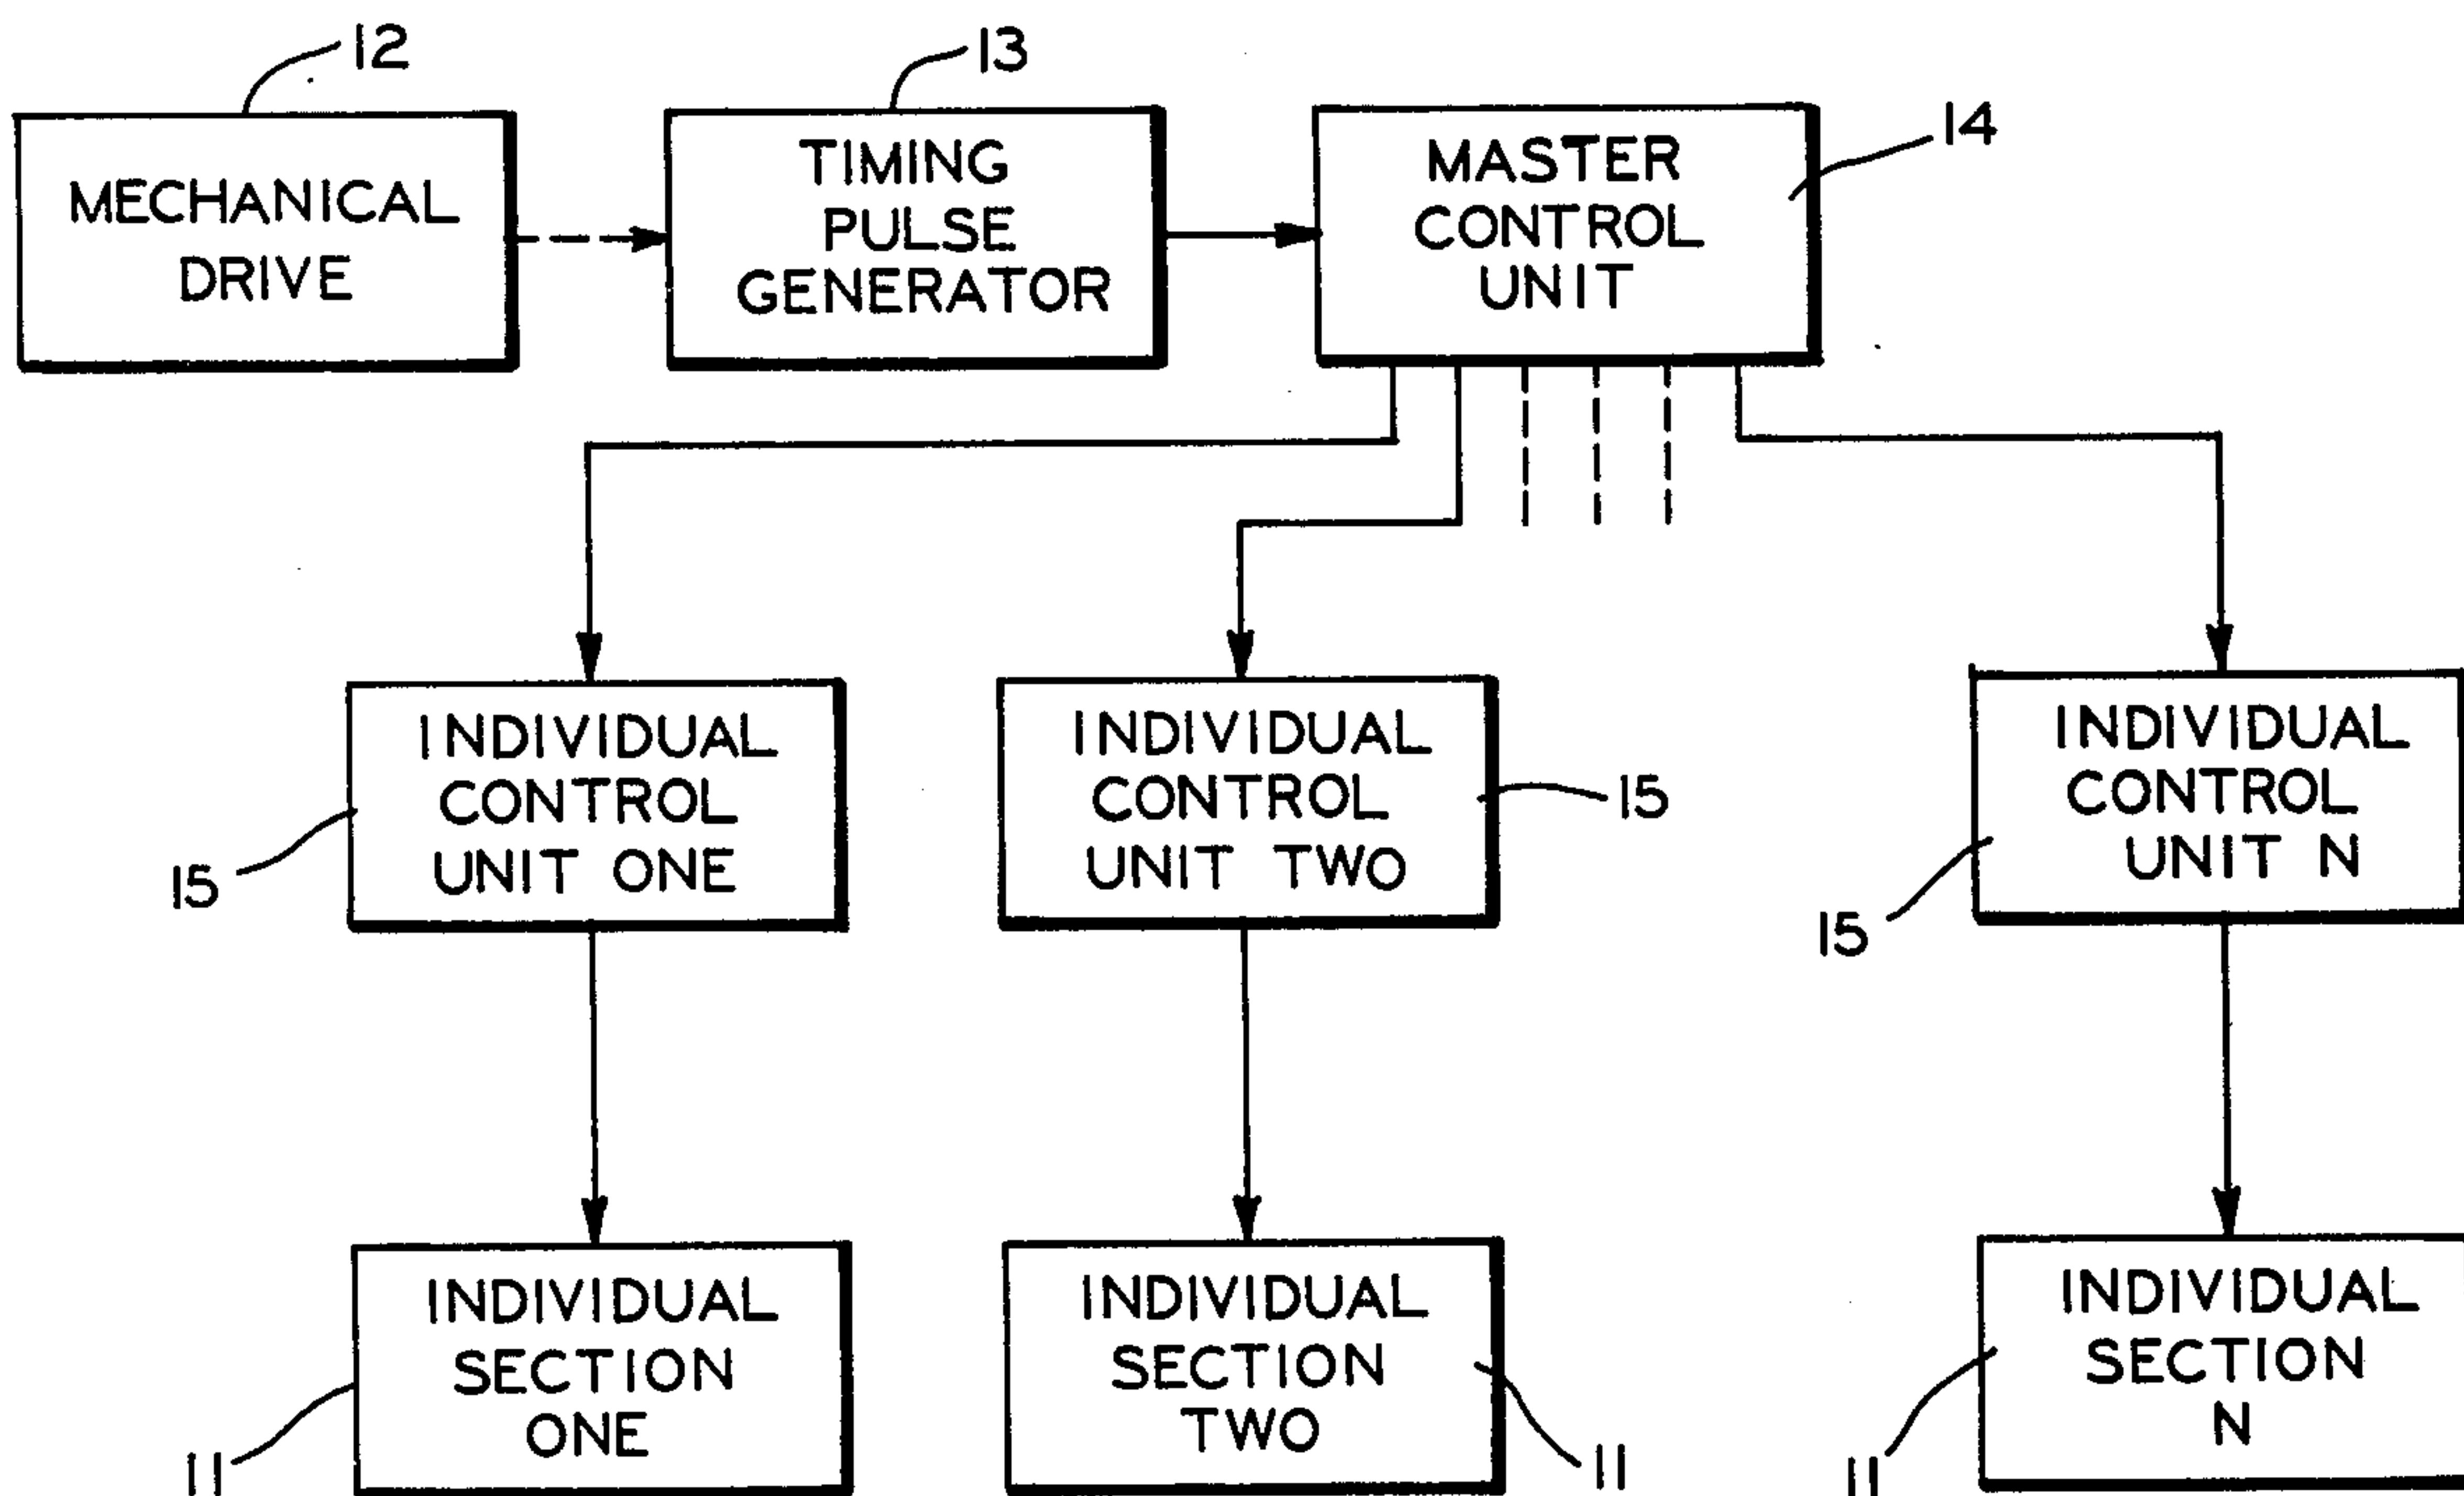 12
13
14
MECHANICAL
DRIVE
TIMING
PULSE
GENERATOR
MASTER
CONTROL
UNIT
INDIVIDUAL
CONTROL
UNIT ONE
15
INDIVIDUAL
CONTROL
UNIT TWO
15
INDIVIDUAL
CONTROL
UNIT N
15
INDIVIDUAL
SECTION
ONE
11
INDIVIDUAL
SECTION
TWO
11
INDIVIDUAL
SECTION
N
11